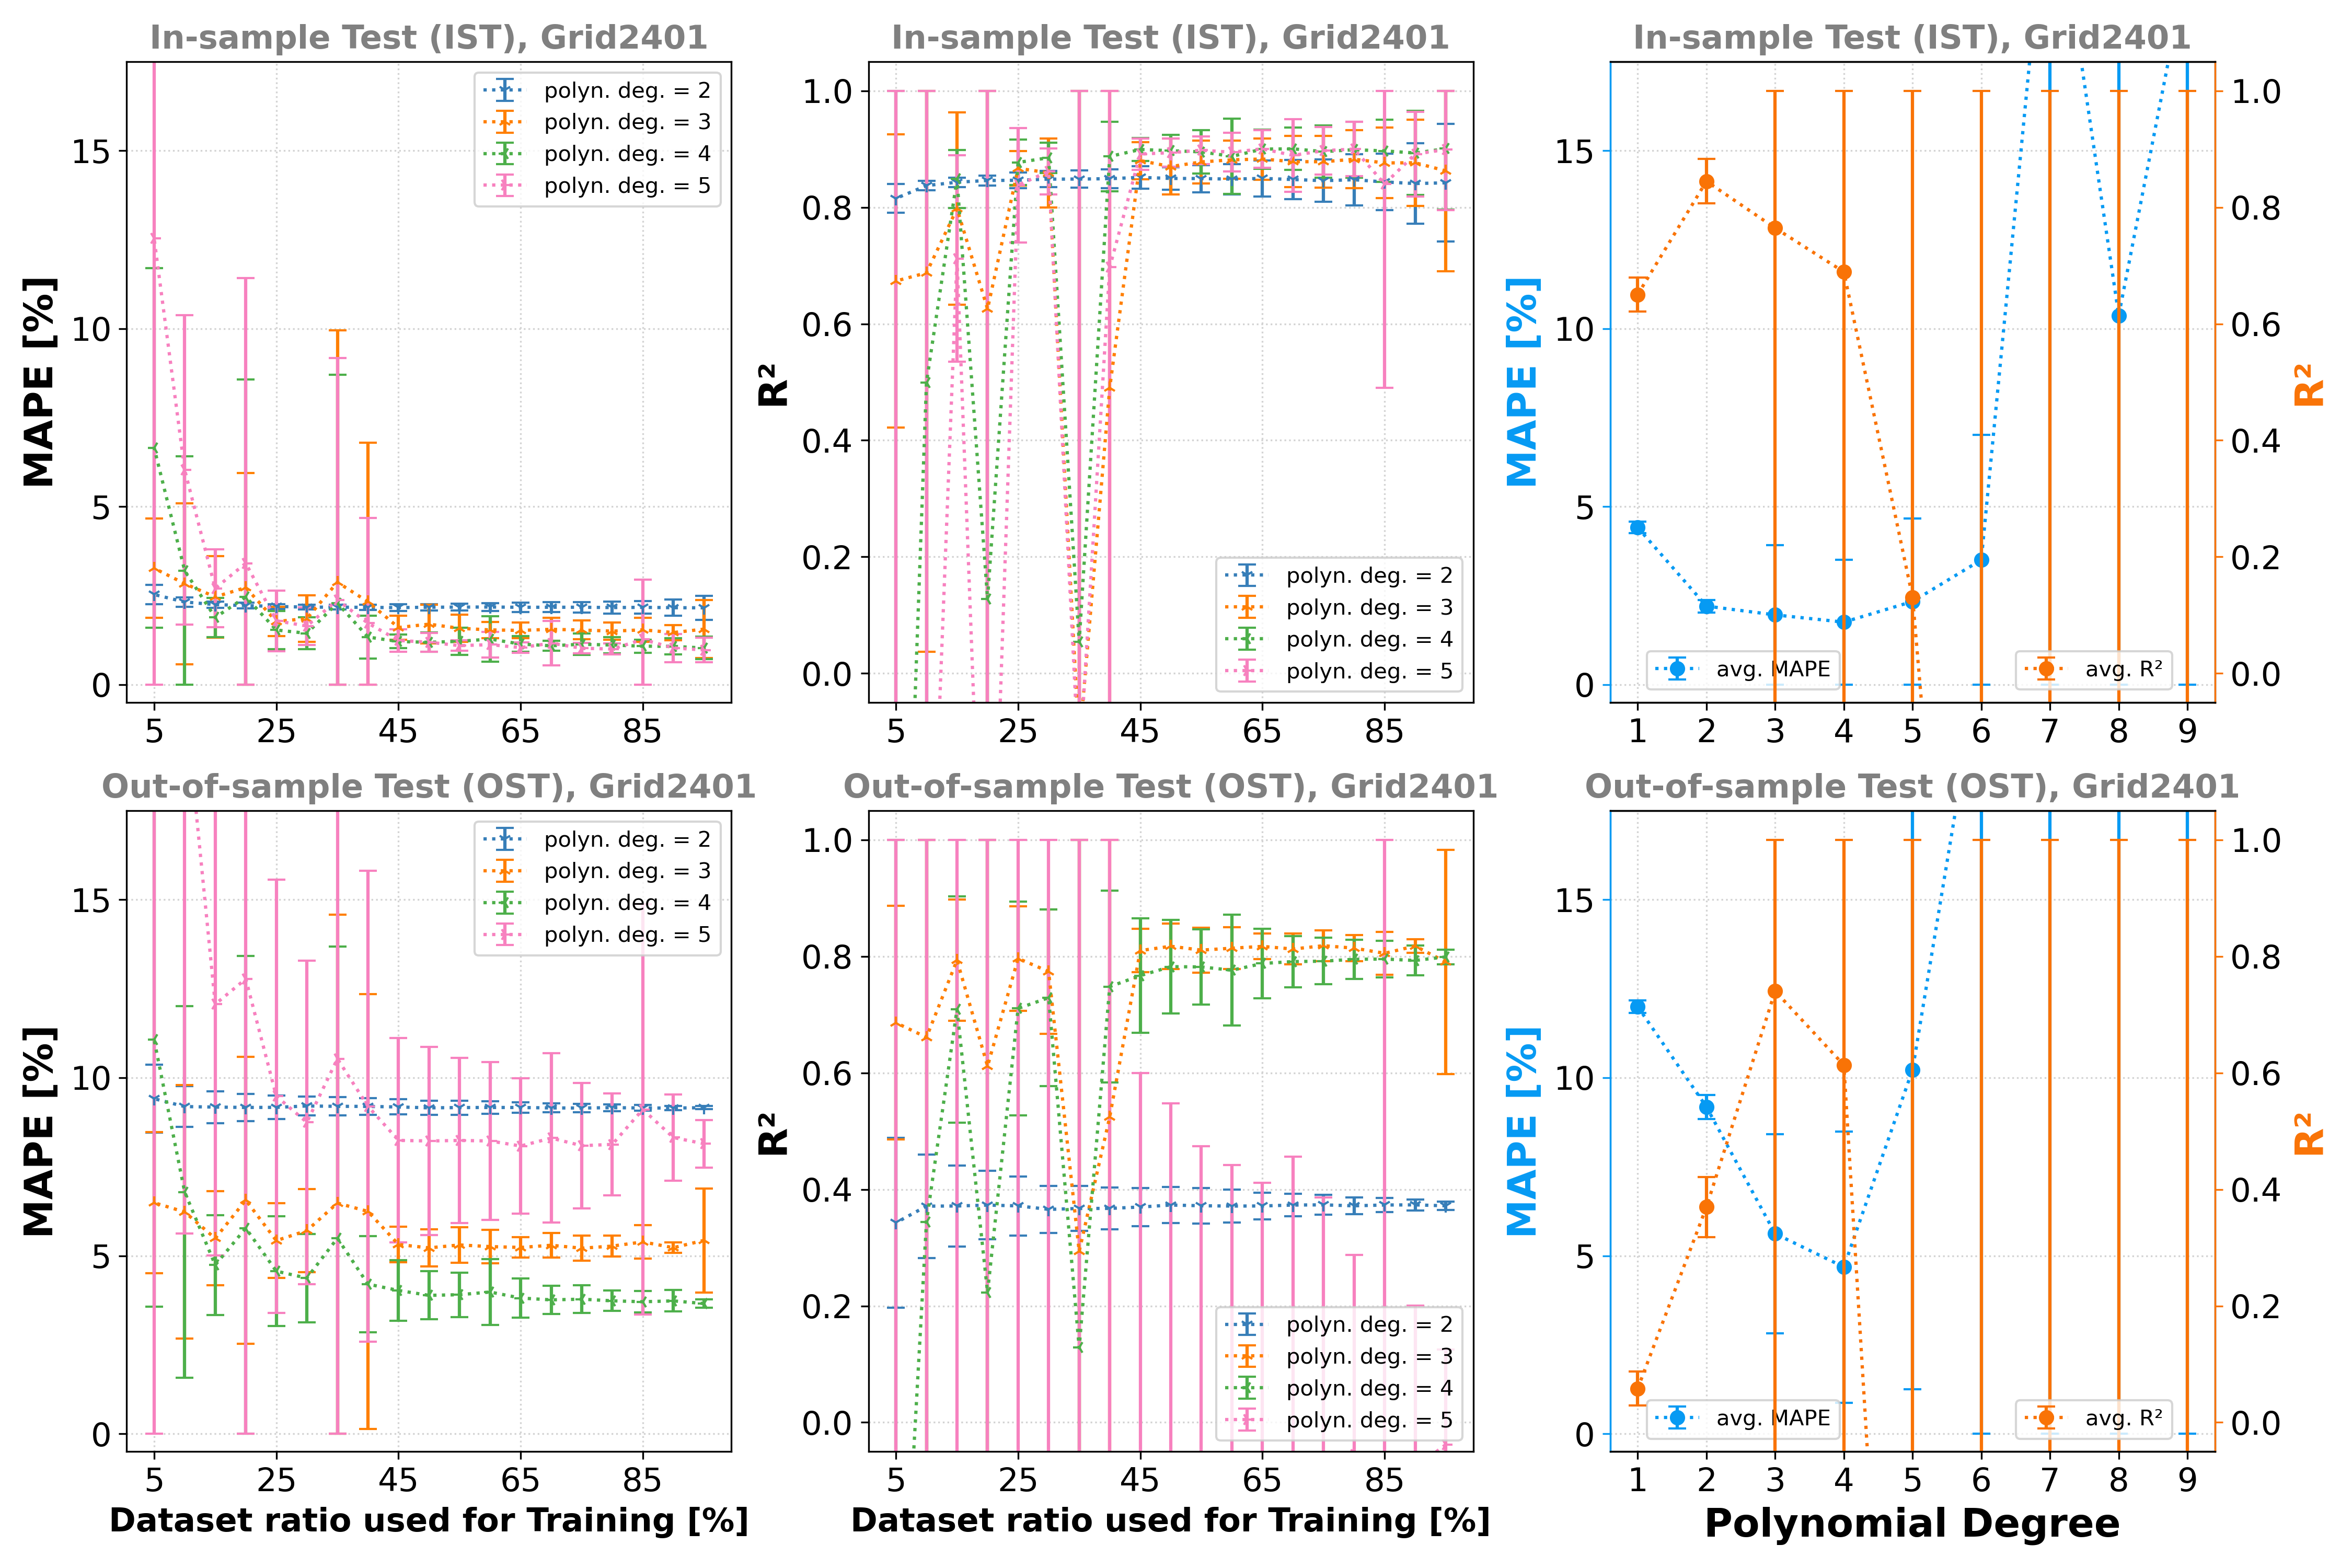 In-sample Test (IST), Grid2401
MAPE [%]
15
10
5
0
5 25 45 65 85
polyn. deg. = 2
polyn. deg. = 3
polyn. deg. = 4
polyn. deg. = 5
In-sample Test (IST), Grid2401
R²
1.0
0.8
0.6
0.4
0.2
0.0
5 25 45 65 85
polyn. deg. = 2
polyn. deg. = 3
polyn. deg. = 4
polyn. deg. = 5
In-sample Test (IST), Grid2401
MAPE [%]
15
10
5
0
1 2 3 4 5 6 7 8 9
avg. MAPE
avg. R²
1.0
0.8
0.6
0.4
0.2
0.0
R²
Out-of-sample Test (OST), Grid2401
MAPE [%]
15
10
5
0
5 25 45 65 85
polyn. deg. = 2
polyn. deg. = 3
polyn. deg. = 4
polyn. deg. = 5
Dataset ratio used for Training [%]
Out-of-sample Test (OST), Grid2401
R²
1.0
0.8
0.6
0.4
0.2
0.0
5 25 45 65 85
polyn. deg. = 2
polyn. deg. = 3
polyn. deg. = 4
polyn. deg. = 5
Dataset ratio used for Training [%]
Out-of-sample Test (OST), Grid2401
MAPE [%]
15
10
5
0
1 2 3 4 5 6 7 8 9
avg. MAPE
avg. R²
1.0
0.8
0.6
0.4
0.2
0.0
R²
Polynomial Degree